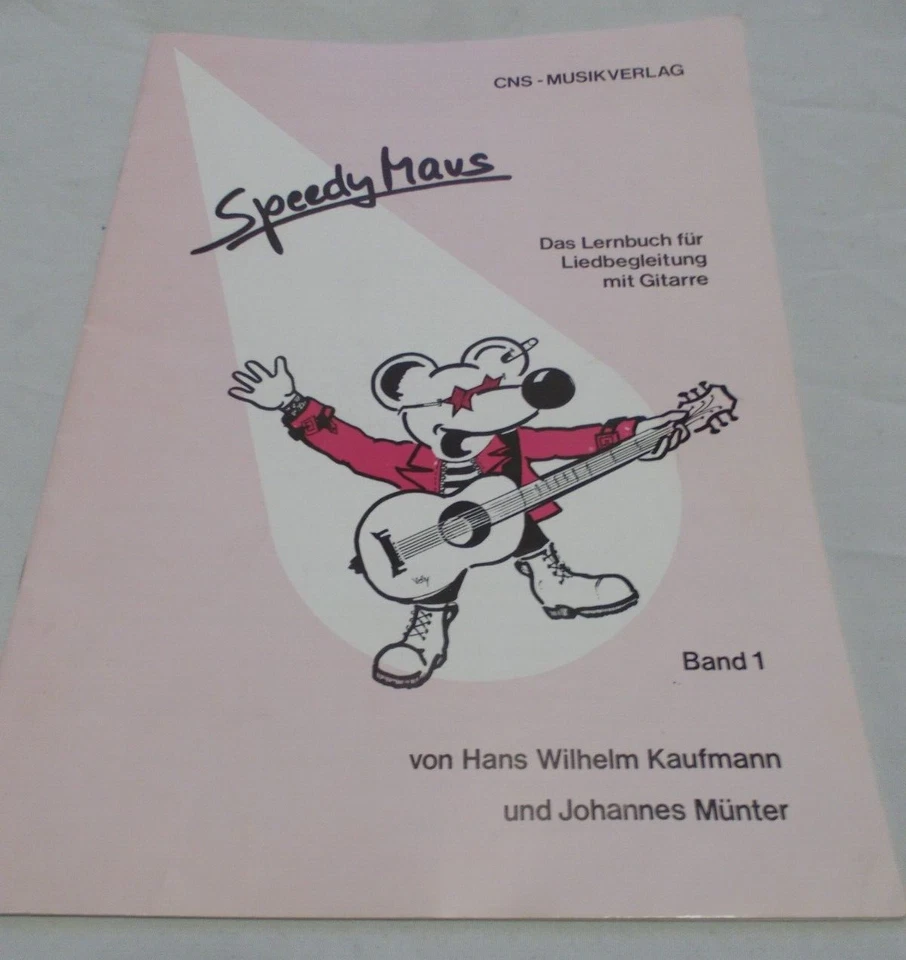 CNS - MUSIKVERLAG
Speedy Maus
Das Lernbuch für
Liedbegleitung
mit Gitarre
Band 1
von Hans Wilhelm Kaufmann
und Johannes Münter